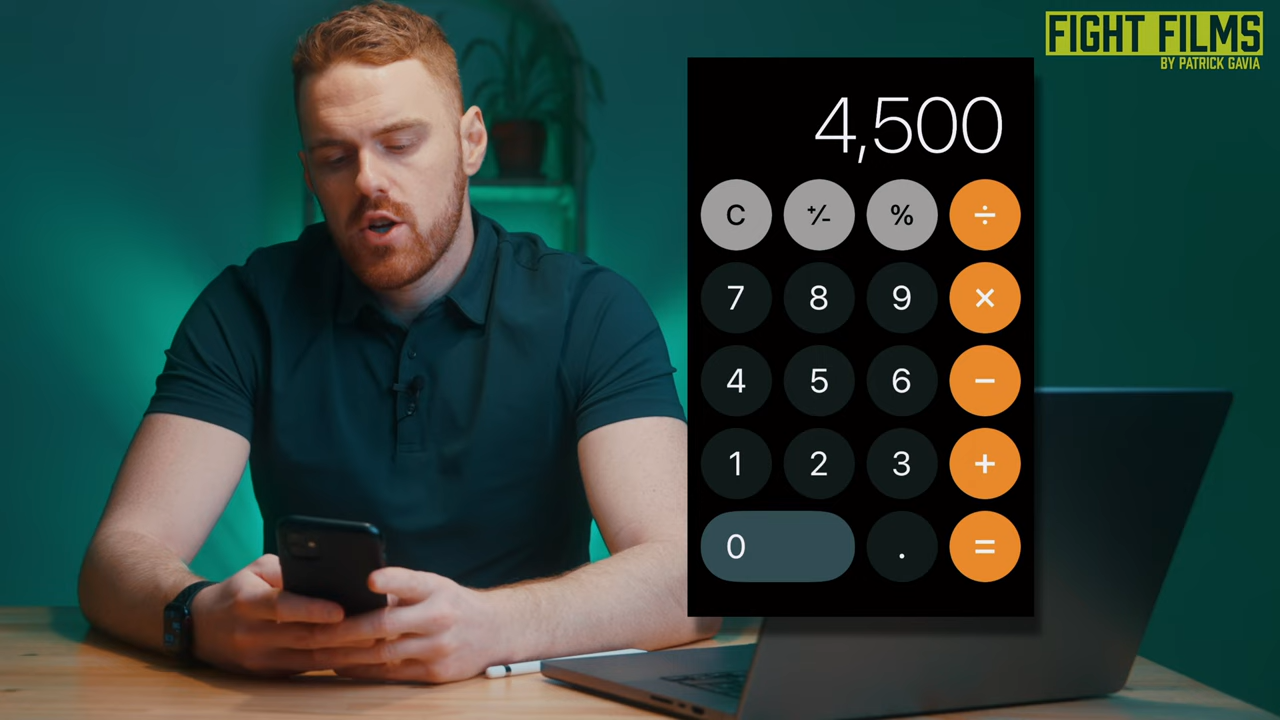 FIGHT FILMS
BY PATRICK GAVIA
4,500
C +/- % ÷
7 8 9 ×
4 5 6 −
1 2 3 +
0 . =